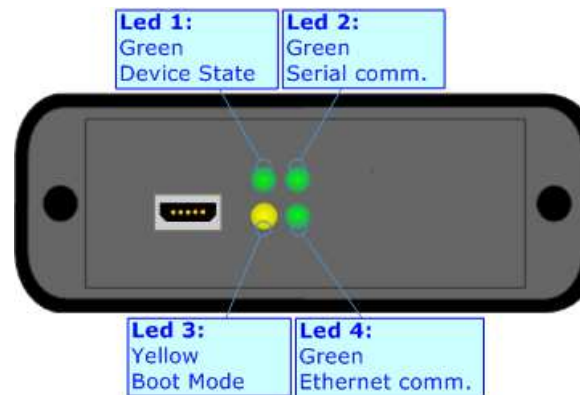 Led 1:
Green
Device State
Led 2:
Green
Serial comm.
Led 3:
Yellow
Boot Mode
Led 4:
Green
Ethernet comm.